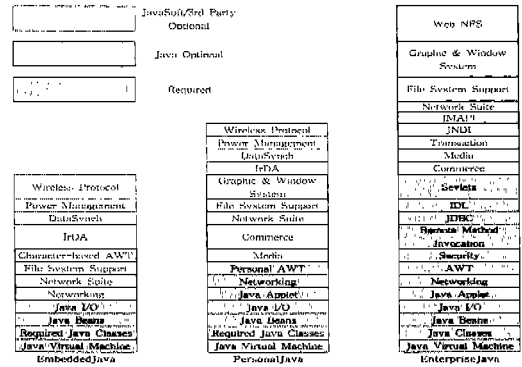 JavaSoft/3rd Party
Optional
Java Optional
Required
Wireless Protocol
Power Management
DataSynch
IrDA
Character-based AWT
File System Support
Network Suite
Networking
Java I/O
Java Beans
Required Java Classes
Java Virtual Machine
EmbeddedJava
Wireless Protocol
Power Management
DataSynch
IrDA
Graphic & Window
System
File System Support
Network Suite
Commerce
Media
Personal AWT
Networking
Java Applet
Java I/O
Java Beans
Required Java Classes
Java Virtual Machine
PersonalJava
Web NFS
Graphic & Window
System
File System Support
Network Suite
JMAPI
JNDI
Transaction
Media
Commerce
Sevlets
IDL
JDBC
Remote Method
Invocation
Security
AWT
Networking
Java Applet
Java I/O
Java Beans
Java Classes
Java Virtual Machine
EnterpriseJava